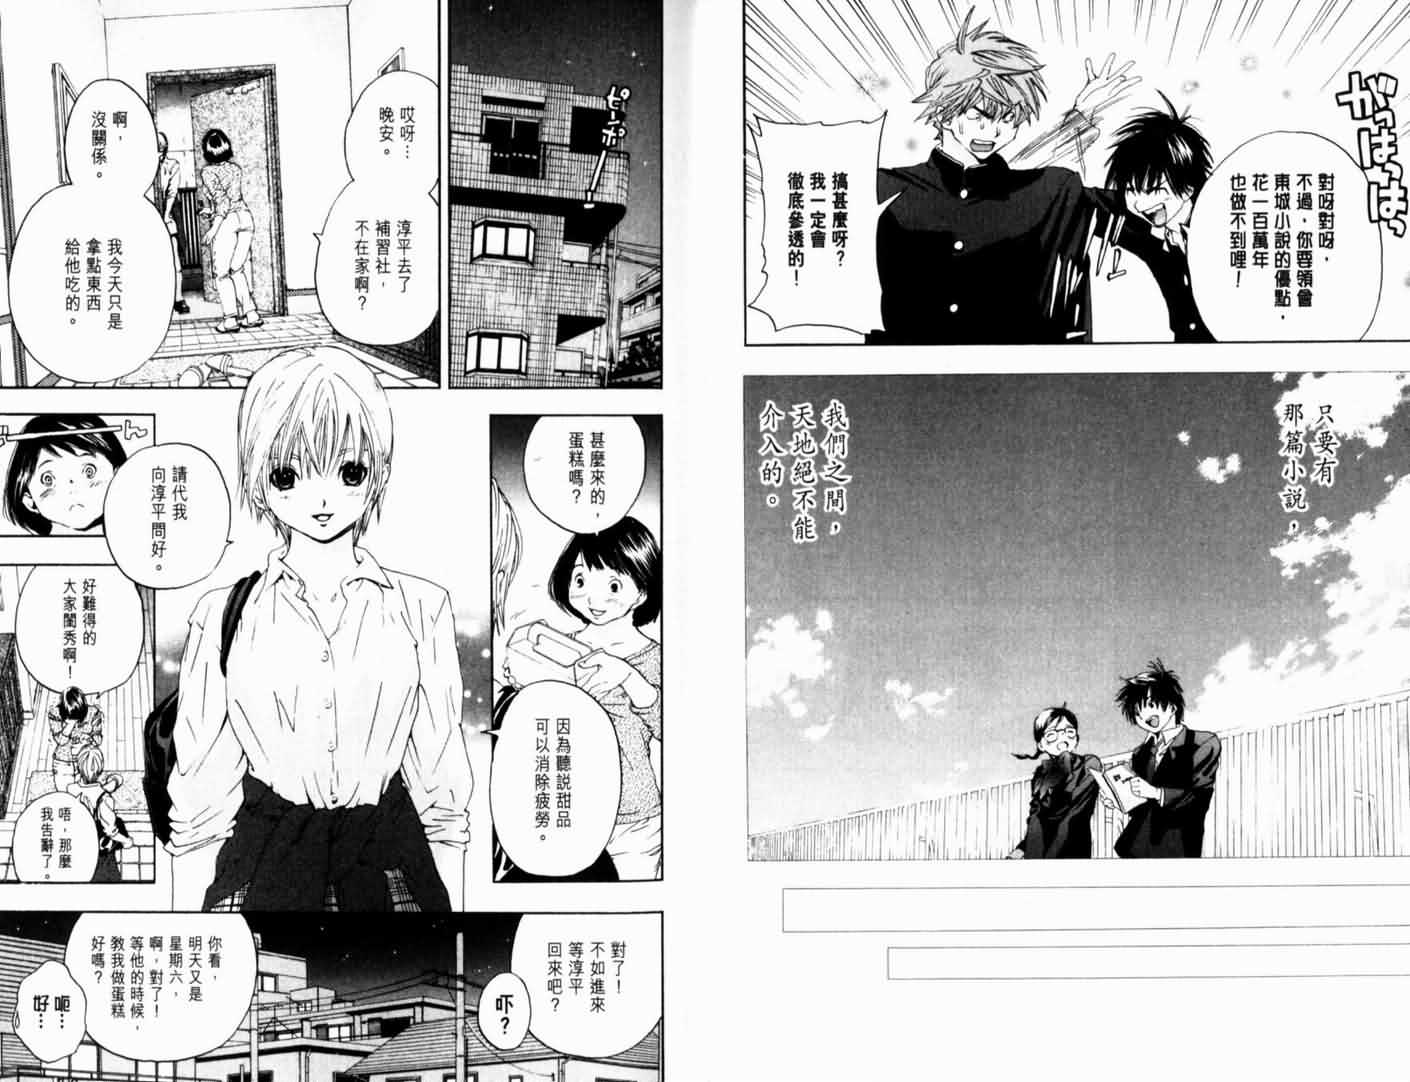 がっはっはっ
對呀對呀，
不過，你要領會
東城小說的優點，
花一百萬年
也做不到哩！
搞甚麼呀？
我一定會
徹底參透的！
只要有
那篇小說，
我們之間，
天地絕不能
介入的。
ピンポーン
哎呀…
晚安。
淳平去了
補習社，
不在家啊？
啊，
沒關係。
我今天只是
拿點東西
給他吃的。
甚麼來的，
蛋糕嗎？
因為聽說甜品
可以消除疲勞。
請代我
向淳平問好。
好難得的
大家閨秀啊！
唔，那麼
我告辭了。
對了！
不如進來
等淳平
回來吧？
吓？
你看，
明天又是
星期六，
啊，對了！
等他的時候，
教我做蛋糕
好嗎？
呃…
好…